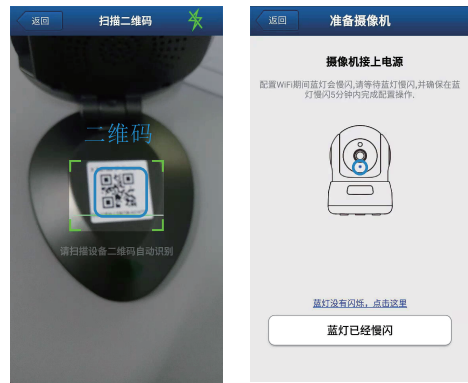 返回
扫描二维码
二维码
请扫描设备二维码自动识别
返回
准备摄像机
摄像机接上电源
配置WiFi期间蓝灯会慢闪,请等待蓝灯慢闪,并确保在蓝
灯慢闪5分钟内完成配置操作.
蓝灯没有闪烁，点击这里
蓝灯已经慢闪